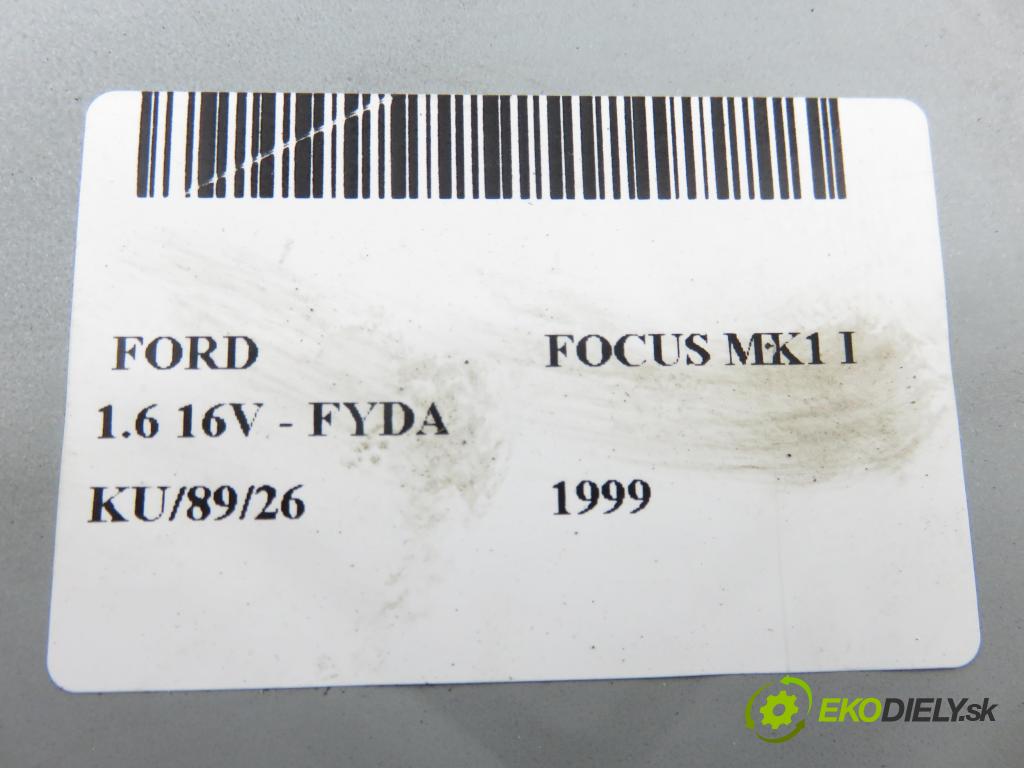 FORD FOCUS MK1 I
1.6 16V - FYDA
KU/89/26 1999
EKODIELY.sk